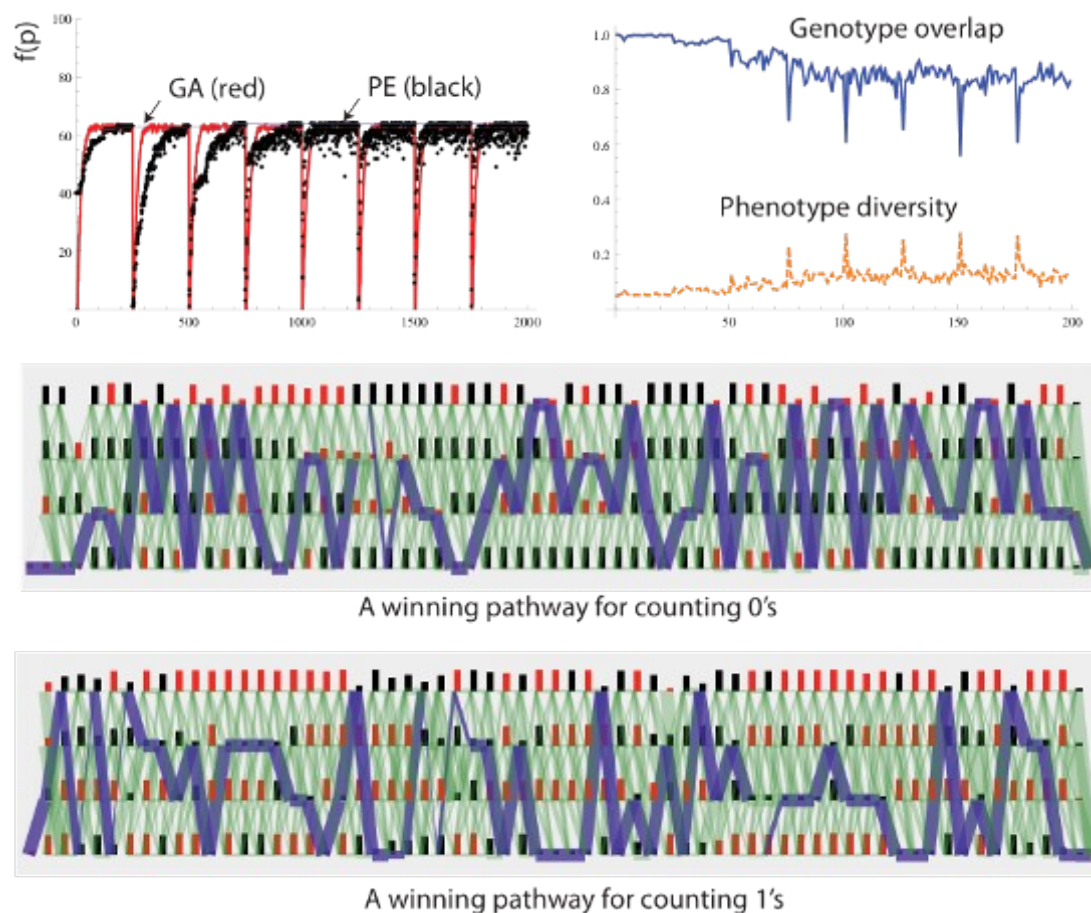 f(p)
100
80
60
40
20
GA (red)
PE (black)
0
500
1000
1500
2000
1.0
0.8
0.6
0.4
0.2
Genotype overlap
Phenotype diversity
50
100
150
200
A winning pathway for counting 0's
A winning pathway for counting 1's